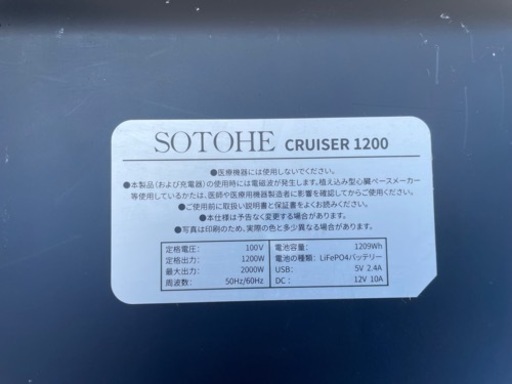 SOTOHE CRUISER 1200
●医療機器には使用しないでください。
●本製品（および充電器）の使用時には電磁波が発生します。植え込み型心臓ペースメーカー
等使用しているかたは、医師や医療用機器製造者に影響を確認してからご使用ください。
●ご使用前に取扱い説明書と保証書をよくお読みください。
●本仕様は予告なく変更する場合があります。
●写真は印刷のため、実際の色と多少異なる場合があります。
定格電圧： 100V 電池容量： 1209Wh
定格出力： 1200W 電池の種類： LiFePO4バッテリー
最大出力： 2000W USB: 5V 2.4A
周波数： 50Hz/60Hz DC： 12V 10A